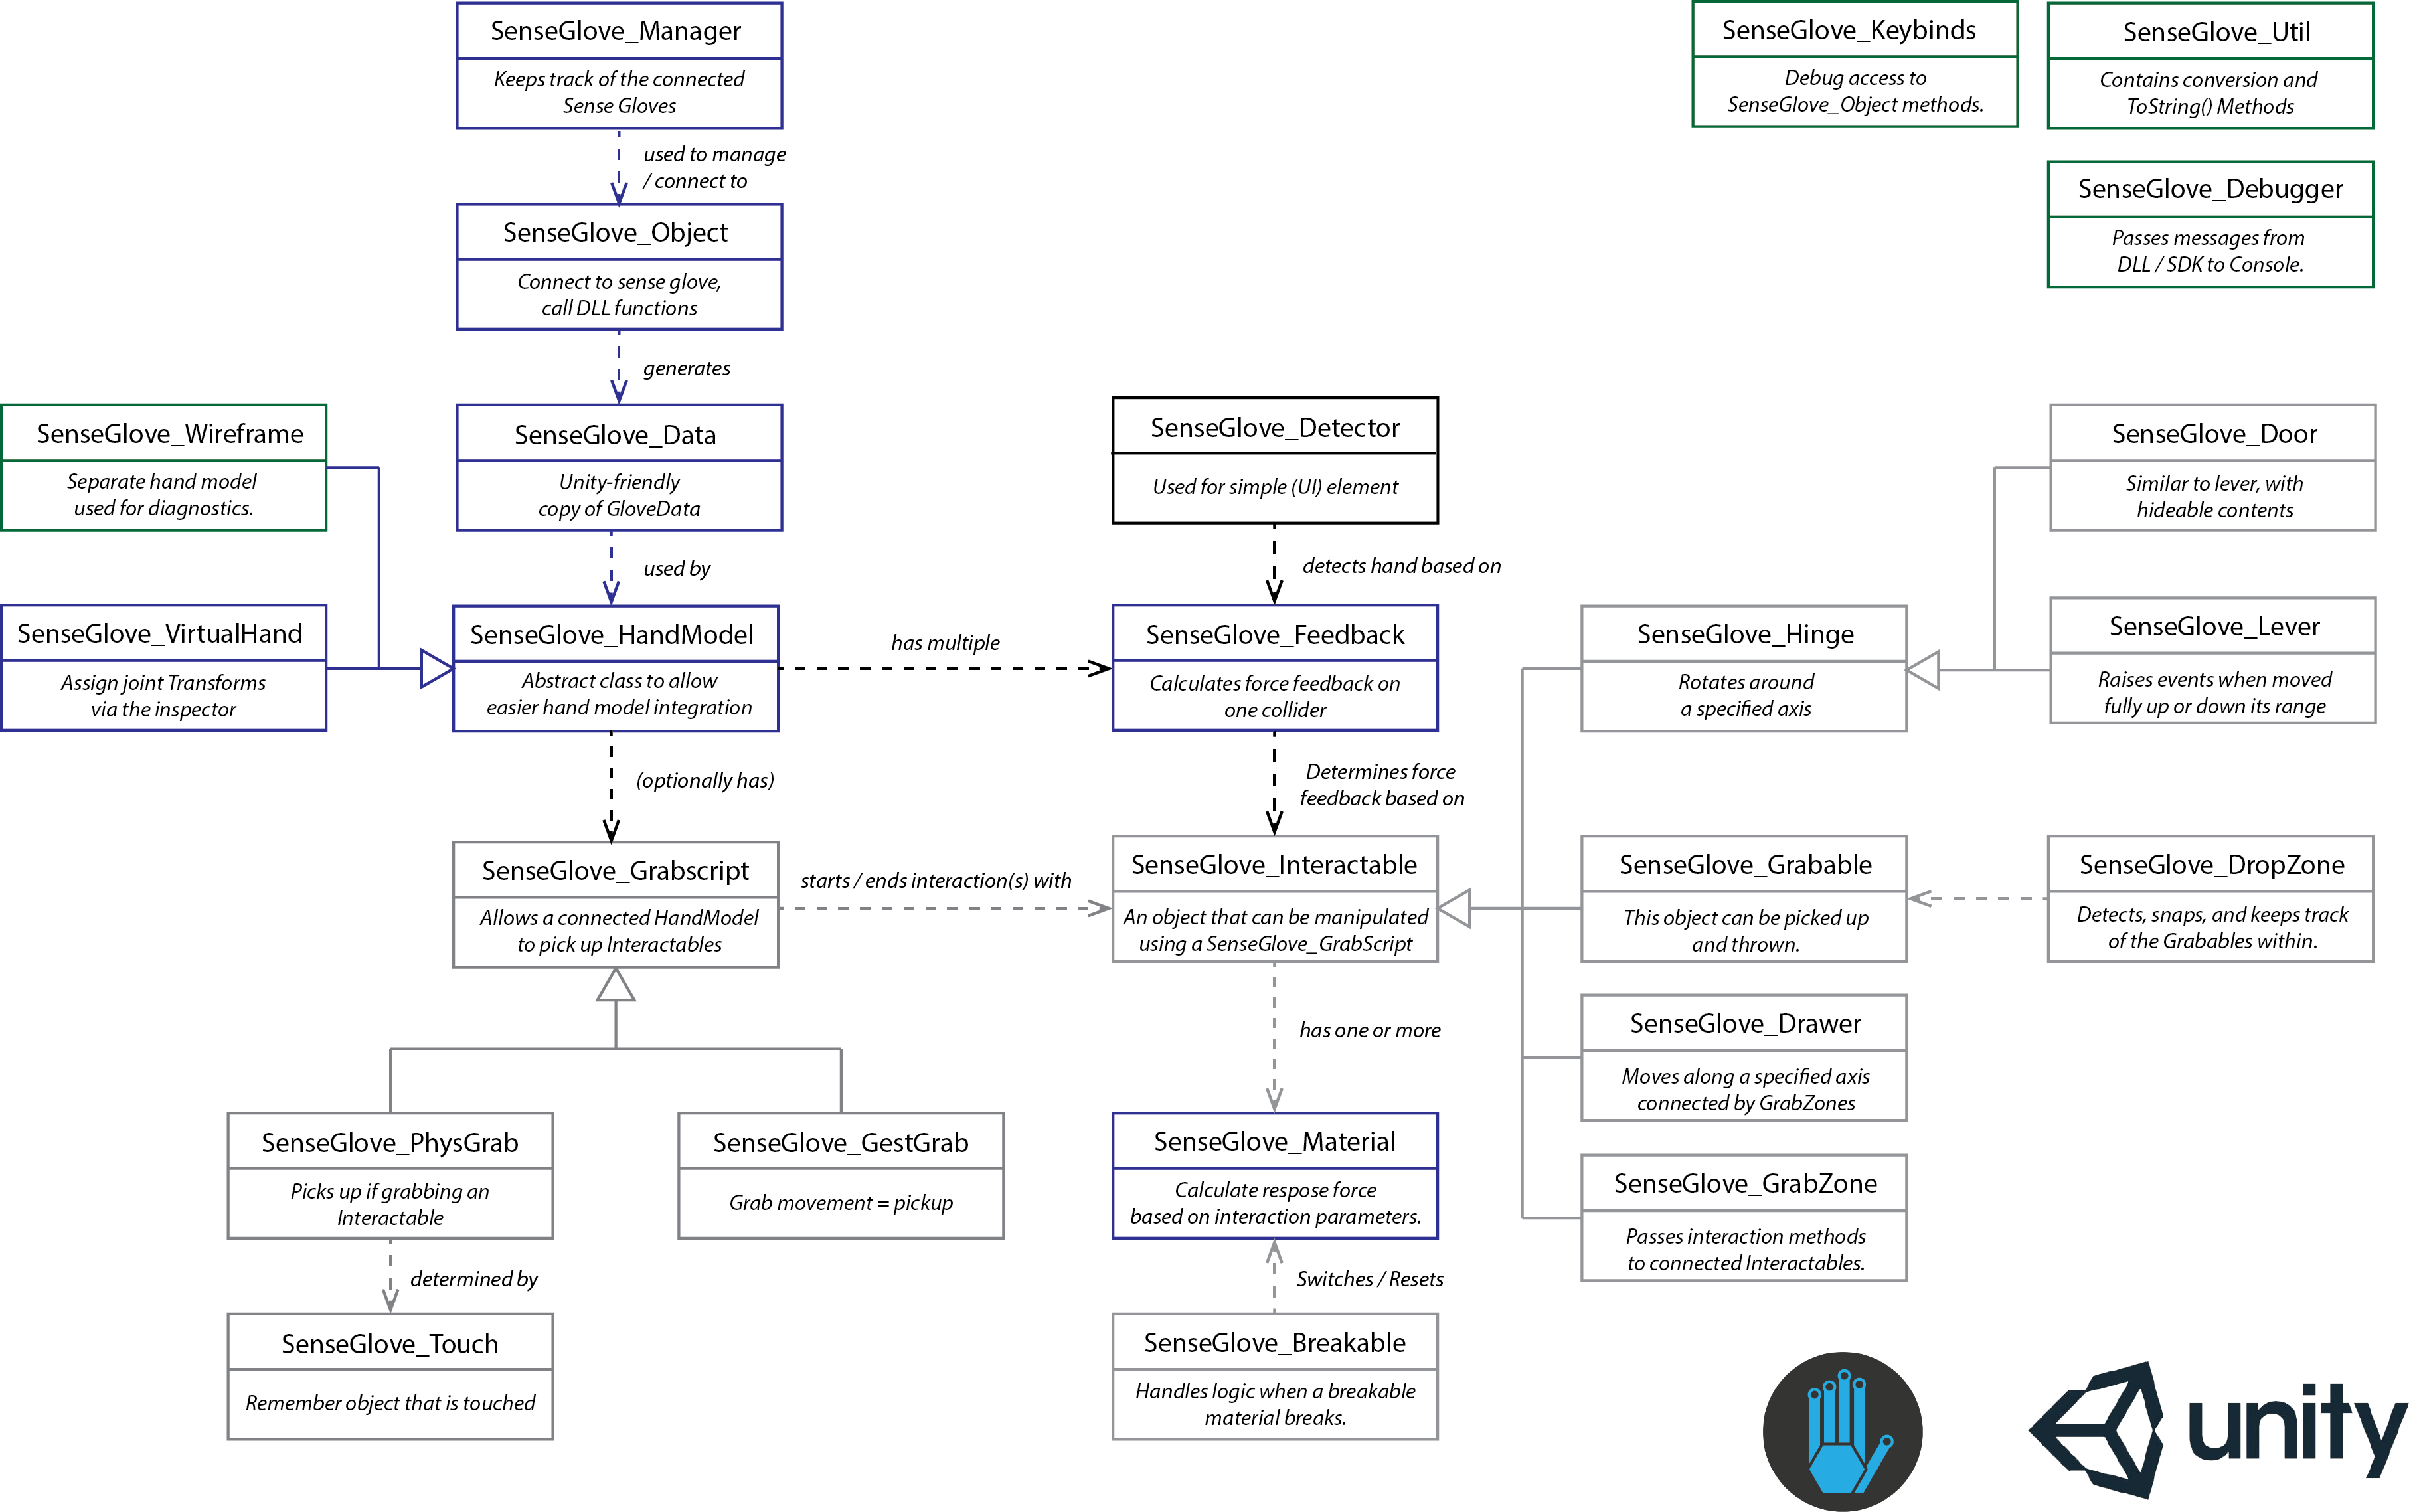 SenseGlove_Manager
Keeps track of the connected
Sense Gloves
used to manage
/ connect to
SenseGlove_Object
Connect to sense glove,
call DLL functions
generates
SenseGlove_Keybinds
Debug access to
SenseGlove_Object methods.
SenseGlove_Util
Contains conversion and
ToString() Methods
SenseGlove_Debugger
Passes messages from
DLL / SDK to Console.
SenseGlove_Wireframe
Separate hand model
used for diagnostics.
SenseGlove_Data
Unity-friendly
copy of GloveData
used by
SenseGlove_Detector
Used for simple (UI) element
detects hand based on
SenseGlove_Door
Similar to lever, with
hideable contents
SenseGlove_VirtualHand
Assign joint Transforms
via the inspector
SenseGlove_HandModel
Abstract class to allow
easier hand model integration
has multiple
SenseGlove_Feedback
Calculates force feedback on
one collider
SenseGlove_Hinge
Rotates around
a specified axis
SenseGlove_Lever
Raises events when moved
fully up or down its range
(optionally has)
Determines force
feedback based on
SenseGlove_Grabscript
Allows a connected HandModel
to pick up Interactables
starts / ends interaction(s) with
SenseGlove_Interactable
An object that can be manipulated
using a SenseGlove_GrabScript
SenseGlove_Grabable
This object can be picked up
and thrown.
SenseGlove_DropZone
Detects, snaps, and keeps track
of the Grabables within.
has one or more
SenseGlove_Drawer
Moves along a specified axis
connected by GrabZones
SenseGlove_PhysGrab
Picks up if grabbing an
Interactable
SenseGlove_GestGrab
Grab movement = pickup
SenseGlove_Material
Calculate respose force
based on interaction parameters.
SenseGlove_GrabZone
Passes interaction methods
to connected Interactables.
determined by
Switches / Resets
SenseGlove_Touch
Remember object that is touched
SenseGlove_Breakable
Handles logic when a breakable
material breaks.
unity